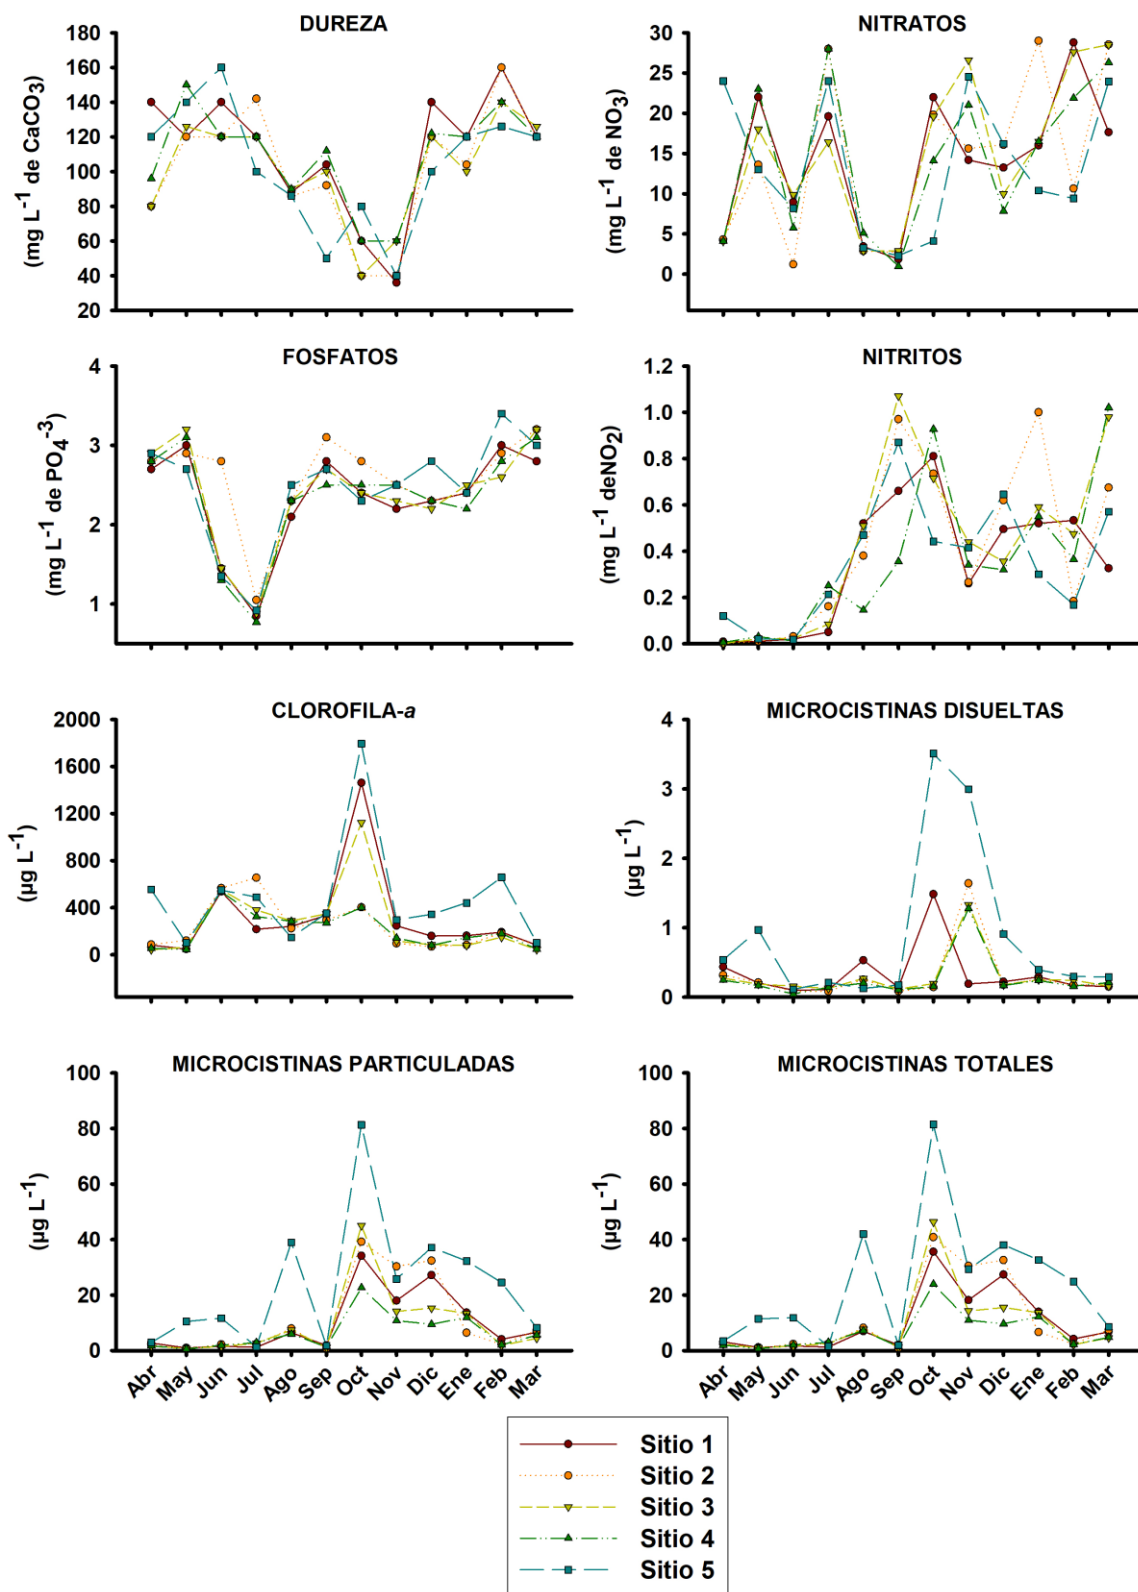 DUREZA
NITRATOS
180
160
140
120
100
80
60
40
20
(mg L⁻¹ de CaCO₃)
30
25
20
15
10
5
0
(mg L⁻¹ de NO₃)
FOSFATOS
NITRITOS
4
3
2
1
(mg L⁻¹ de PO₄⁻³)
1.2
1.0
0.8
0.6
0.4
0.2
0.0
(mg L⁻¹ deNO₂)
CLOROFILA-a
MICROCISTINAS DISUELTAS
2000
1600
1200
800
400
0
(µg L⁻¹)
4
3
2
1
0
(µg L⁻¹)
MICROCISTINAS PARTICULADAS
MICROCISTINAS TOTALES
100
80
60
40
20
0
(µg L⁻¹)
100
80
60
40
20
0
(µg L⁻¹)
Abr May Jun Jul Ago Sep Oct Nov Dic Ene Feb Mar
Abr May Jun Jul Ago Sep Oct Nov Dic Ene Feb Mar
Sitio 1
Sitio 2
Sitio 3
Sitio 4
Sitio 5